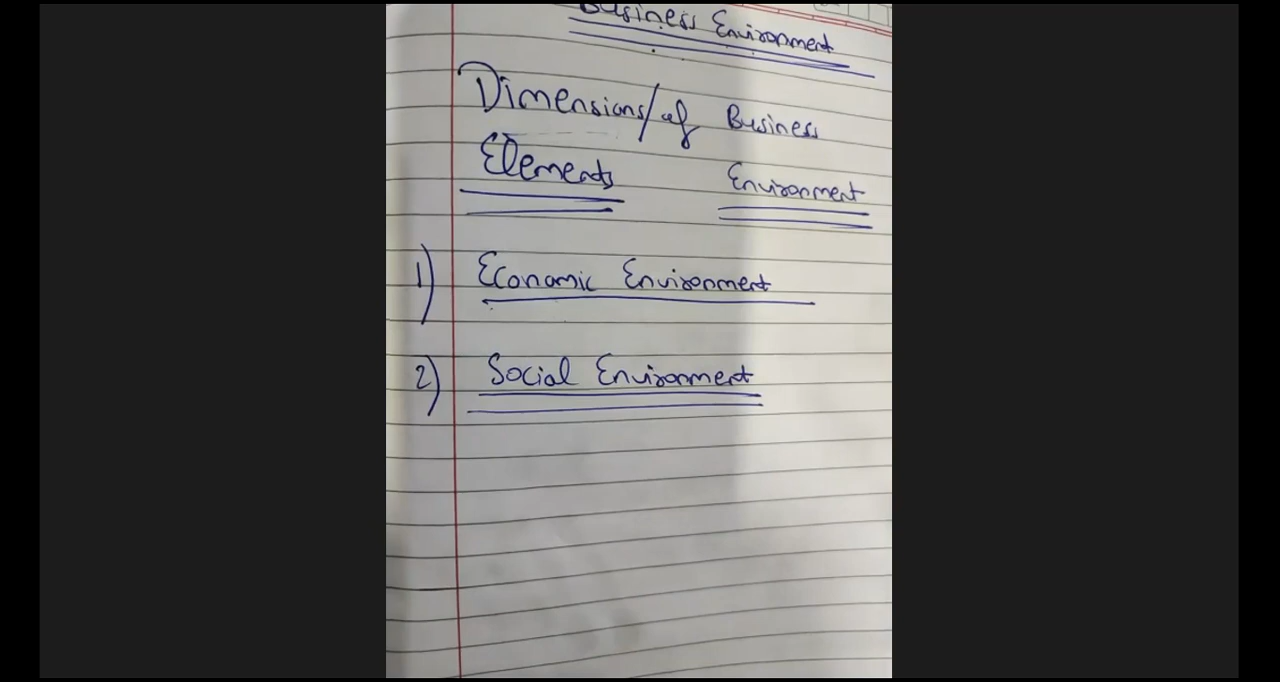 Business Environment
Dimensions/of Business
Elements Environment
1) Economic Environment
2) Social Environment